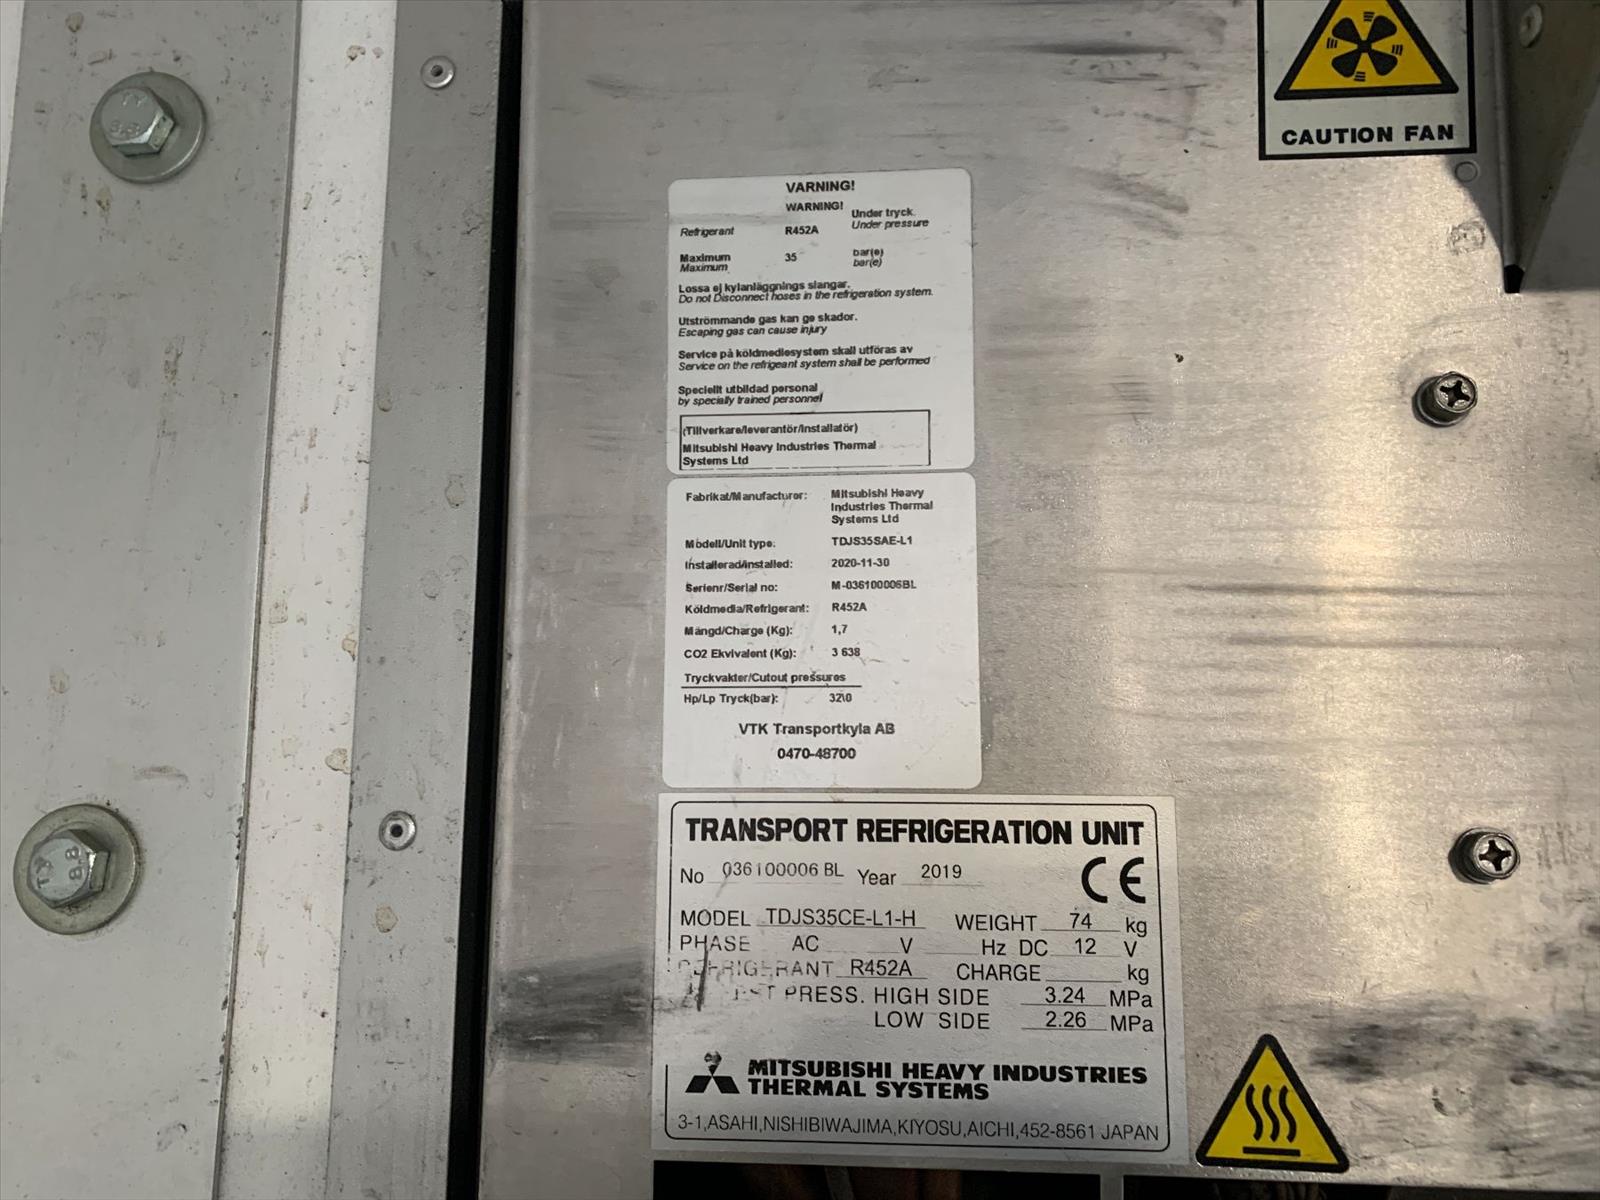 CAUTION FAN
VARNING!
WARNING!
Under tryck.
Refrigerant R452A Under pressure
Maximum 35 bar(e)
Maximum bar(e)
Lossa ej kylanläggnings slangar.
Do not Disconnect hoses in the refrigeration system.
Utströmmande gas kan ge skador.
Escaping gas can cause injury
Service på köldmediesystem skall utföras av
Service on the refrigeant system shall be performed
Speciellt utbildad personal
by specially trained personnel
(Tillverkare/leverantör/Installatör)
Mitsubishi Heavy Industries Thermal
Systems Ltd
Fabrikat/Manufacturer: Mitsubishi Heavy
Industries Thermal
Systems Ltd
Modell/Unit type: TDJS35SAE-L1
Installerad/installed: 2020-11-30
Serienr/Serial no: M-036100006BL
Köldmedia/Refrigerant: R452A
Mängd/Charge (Kg): 1,7
CO2 Ekvivalent (Kg): 3 638
Tryckvakter/Cutout pressures
Hp/Lp Tryck(bar): 32\0
VTK Transportkyla AB
0470-48700
TRANSPORT REFRIGERATION UNIT
No 036100006 BL Year 2019 CE
MODEL TDJS35CE-L1-H WEIGHT 74 kg
PHASE AC V Hz DC 12 V
REFRIGERANT R452A CHARGE kg
PRESS. HIGH SIDE 3.24 MPa
LOW SIDE 2.26 MPa
MITSUBISHI HEAVY INDUSTRIES
THERMAL SYSTEMS
3-1,ASAHI,NISHIBIWAJIMA,KIYOSU,AICHI,452-8561 JAPAN
8.8
8.8